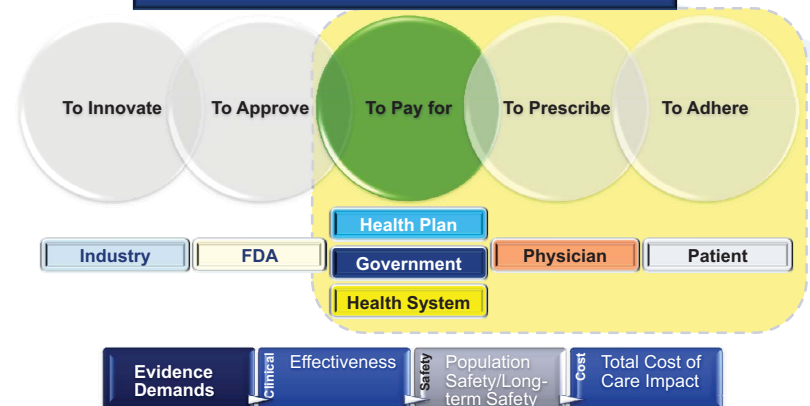 To Innovate
To Approve
To Pay for
To Prescribe
To Adhere
Health Plan
Industry
FDA
Government
Physician
Patient
Health System
Evidence
Demands
Clinical
Effectiveness
Safety
Population
Safety/Long-
term Safety
Cost
Total Cost of
Care Impact